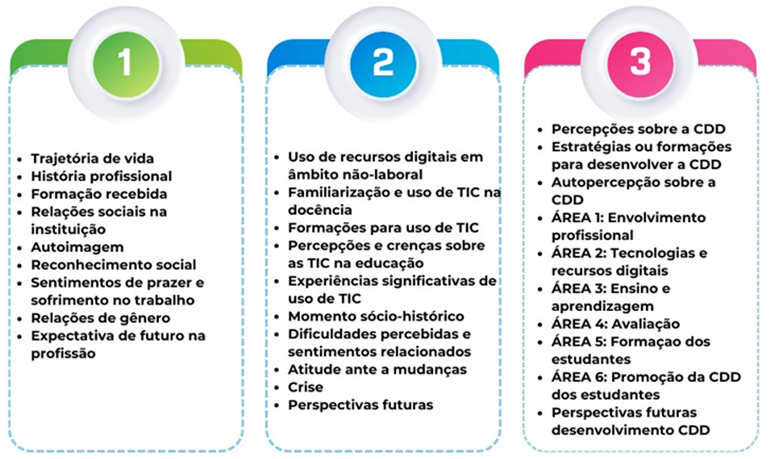 1
• Trajetória de vida
• História profissional
• Formação recebida
• Relações sociais na
instituição
• Autoimagem
• Reconhecimento social
• Sentimentos de prazer e
sofrimento no trabalho
• Relações de gênero
• Expectativa de futuro na
profissão
2
• Uso de recursos digitais em
âmbito não-laboral
• Familiarização e uso de TIC na
docência
• Formações para uso de TIC
• Percepções e crenças sobre
as TIC na educação
• Experiências significativas de
uso de TIC
• Momento sócio-histórico
• Dificuldades percebidas e
sentimentos relacionados
• Atitude ante a mudanças
• Crise
• Perspectivas futuras
3
• Percepções sobre a CDD
• Estratégias ou formações
para desenvolver a CDD
• Autopercepção sobre a
CDD
• ÁREA 1: Envolvimento
profissional
• ÁREA 2: Tecnologias e
recursos digitais
• ÁREA 3: Ensino e
aprendizagem
• ÁREA 4: Avaliação
• ÁREA 5: Formaçao dos
estudantes
• ÁREA 6: Promoção da CDD
dos estudantes
• Perspectivas futuras
desenvolvimento CDD